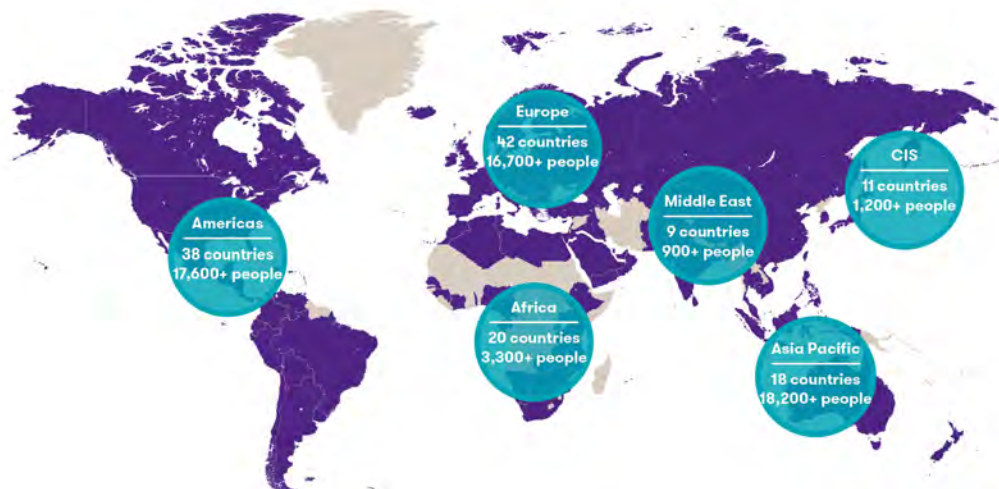 Europe
42 countries
16,700+ people
CIS
11 countries
1,200+ people
Middle East
9 countries
900+ people
Americas
38 countries
17,600+ people
Africa
20 countries
3,300+ people
Asia Pacific
18 countries
18,200+ people